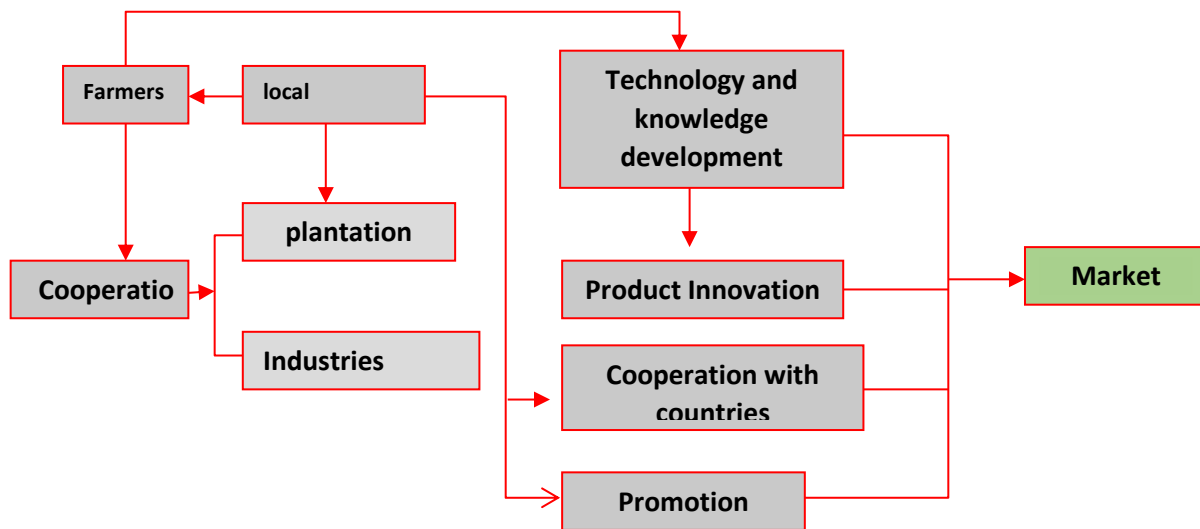 Farmers
local
Technology and
knowledge
development
plantation
Cooperatio
Industries
Product Innovation
Cooperation with
countries
Promotion
Market